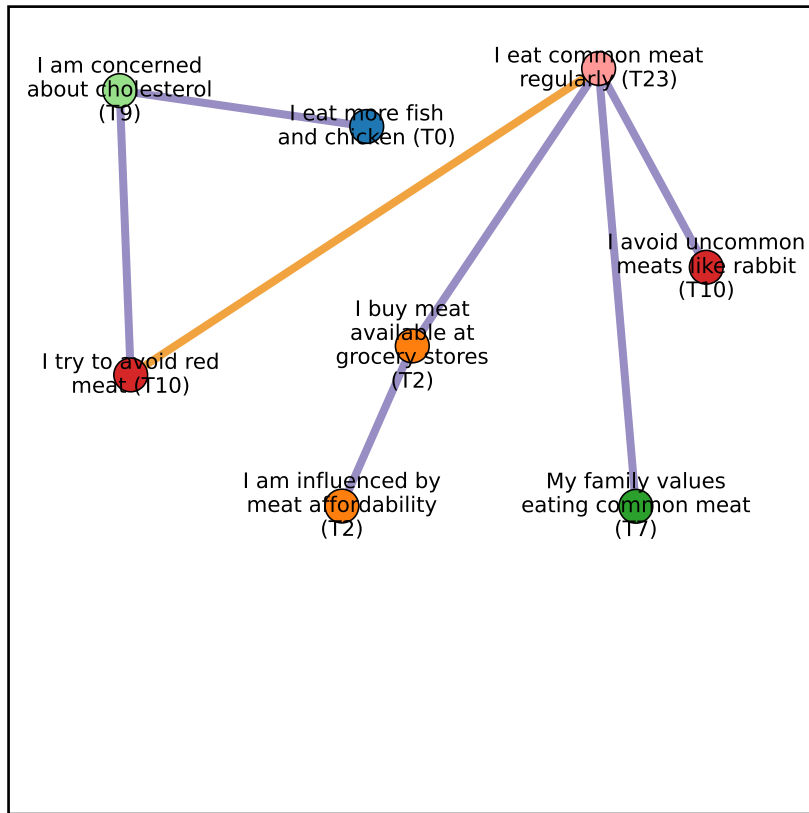 I eat common meat
regularly (T23)
I am concerned
about cholesterol
(T9)
I eat more fish
and chicken (T0)
I avoid uncommon
meats like rabbit
(T10)
I buy meat
available at
grocery stores
(T2)
I try to avoid red
meat (T10)
I am influenced by
meat affordability
(T2)
My family values
eating common meat
(T7)